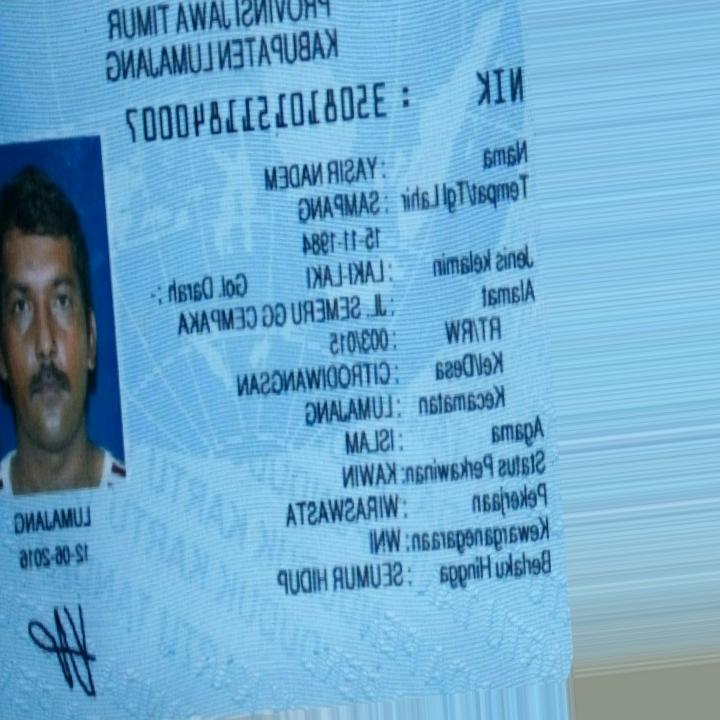 PROVINSI JAWA TIMUR
KABUPATEN LUMAJANG
NIK : 3508101511840007
Nama : YASIR NADEM
Tempat/Tgl Lahir : SAMPANG
15-11-1984
Jenis kelamin : LAKI-LAKI Gol. Darah : -
Alamat : JL. SEMERU GG CEMPAKA
RT/RW : 003/015
Kel/Desa : CITRODIWANGSAN
Kecamatan : LUMAJANG
Agama : ISLAM
Status Perkawinan: KAWIN
Pekerjaan : WIRASWASTA
Kewarganegaraan: WNI
Berlaku Hingga : SEUMUR HIDUP
LUMAJANG
12-06-2016